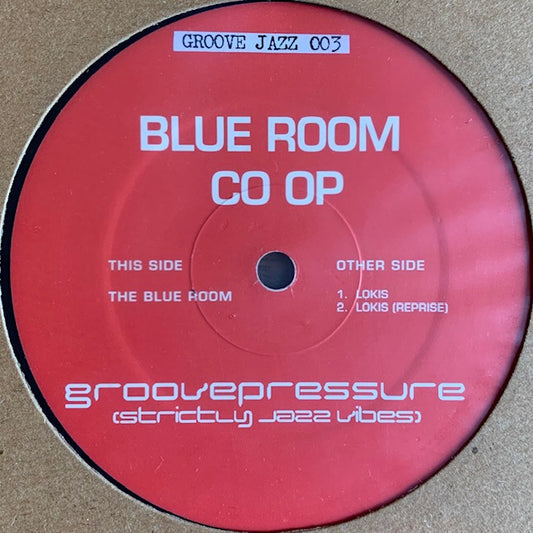 GROOVE JAZZ 003
BLUE ROOM
CO OP
THIS SIDE
THE BLUE ROOM
OTHER SIDE
1. LOKIS
2. LOKIS (REPRISE)
groovepressure
(strictly jazz vibes)